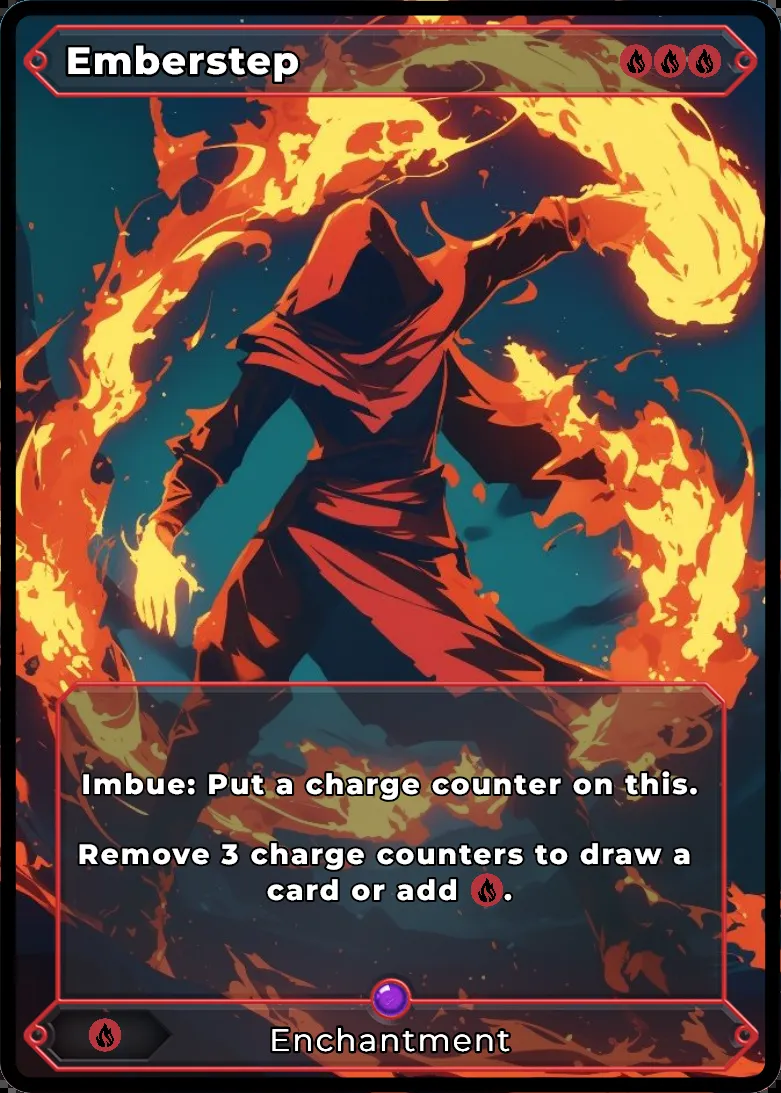 Emberstep
Imbue: Put a charge counter on this.
Remove 3 charge counters to draw a
card or add .
Enchantment